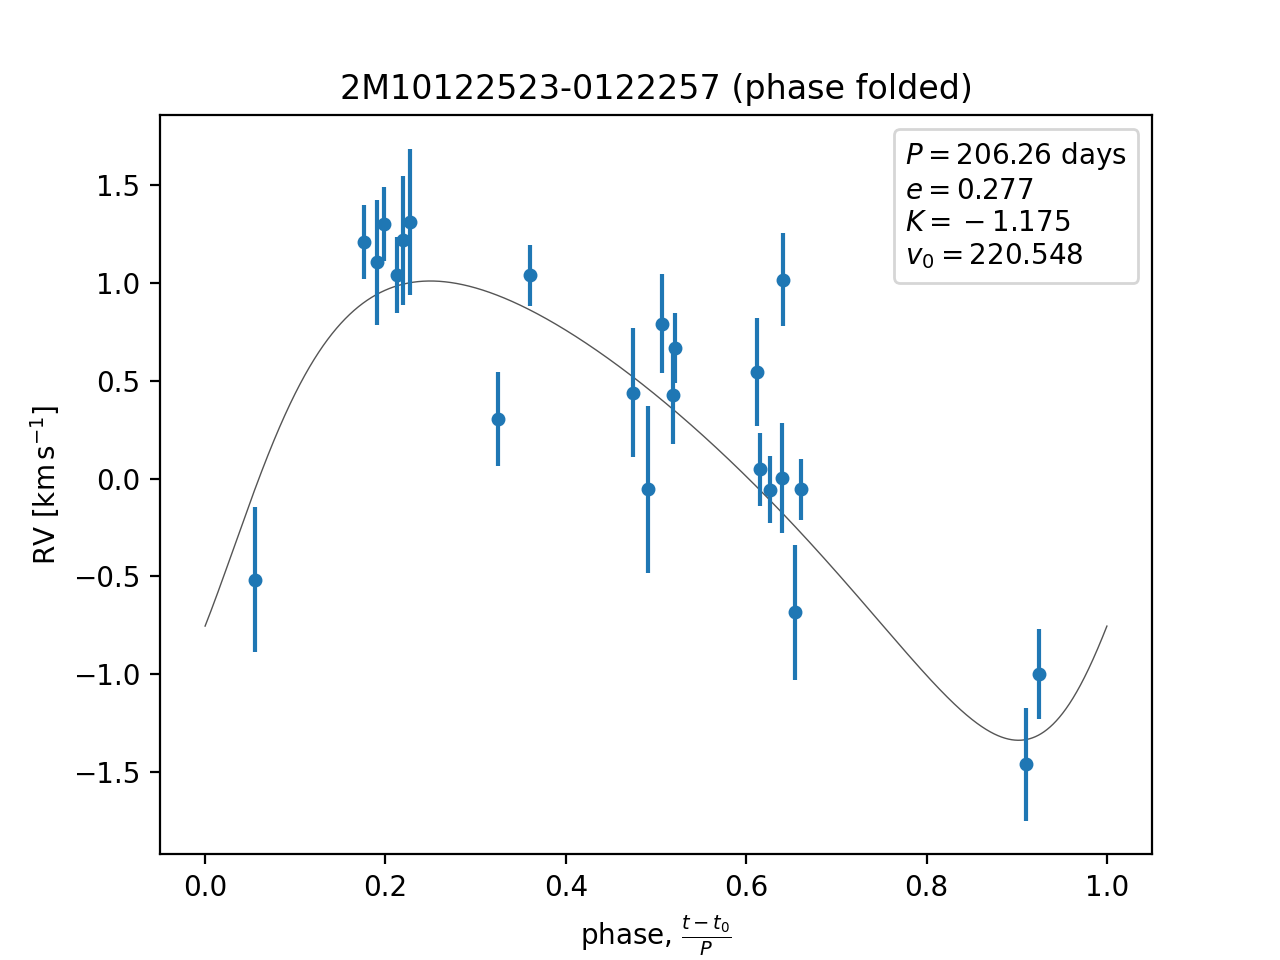 2M10122523-0122257 (phase folded)
P = 206.26 days
e = 0.277
K = −1.175
v₀ = 220.548
1.5
1.0
0.5
0.0
−0.5
−1.0
−1.5
RV [km s⁻¹]
0.0 0.2 0.4 0.6 0.8 1.0
phase, (t − t₀)/P